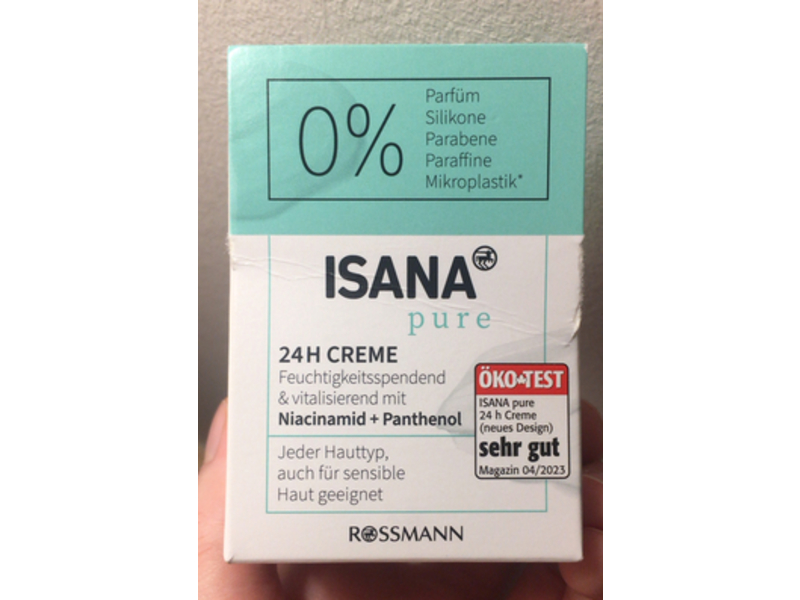 0%
Parfüm
Silikone
Parabene
Paraffine
Mikroplastik*
ISANA
pure
24H CREME
Feuchtigkeitsspendend
& vitalisierend mit
Niacinamid + Panthenol
Jeder Hauttyp,
auch für sensible
Haut geeignet
ÖKO TEST
ISANA pure
24 h Creme
(neues Design)
sehr gut
Magazin 04/2023
ROSSMANN